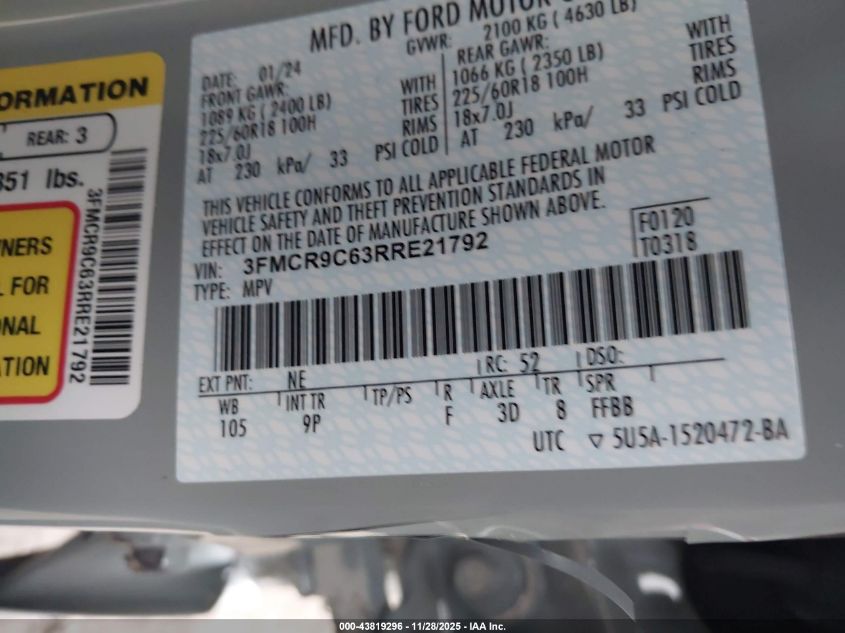 ORMATION
REAR: 3
851 lbs.
WNERS
L FOR
ONAL
ATION
3FMCR9C63RRE21792
MFD. BY FORD MOTOR
GVWR: 2100 KG ( 4630 LB)
DATE: 01/24
FRONT GAWR: REAR GAWR:
1089 KG ( 2400 LB) WITH 1066 KG ( 2350 LB) WITH
225/60R18 100H TIRES 225/60R18 100H TIRES
18x7.0J RIMS 18x7.0J RIMS
AT 230 kPa/ 33 PSI COLD AT 230 kPa/ 33 PSI COLD
THIS VEHICLE CONFORMS TO ALL APPLICABLE FEDERAL MOTOR
VEHICLE SAFETY AND THEFT PREVENTION STANDARDS IN
EFFECT ON THE DATE OF MANUFACTURE SHOWN ABOVE.
F0120
T0318
VIN: 3FMCR9C63RRE21792
TYPE: MPV
EXT PNT: NE RC: 52 DSO:
WB INT TR TP/PS R AXLE TR SPR
105 9P F 3D 8 FFBB
UTC 5U5A-1520472-BA
000-43819296 | 11/28/2025 - IAA Inc.